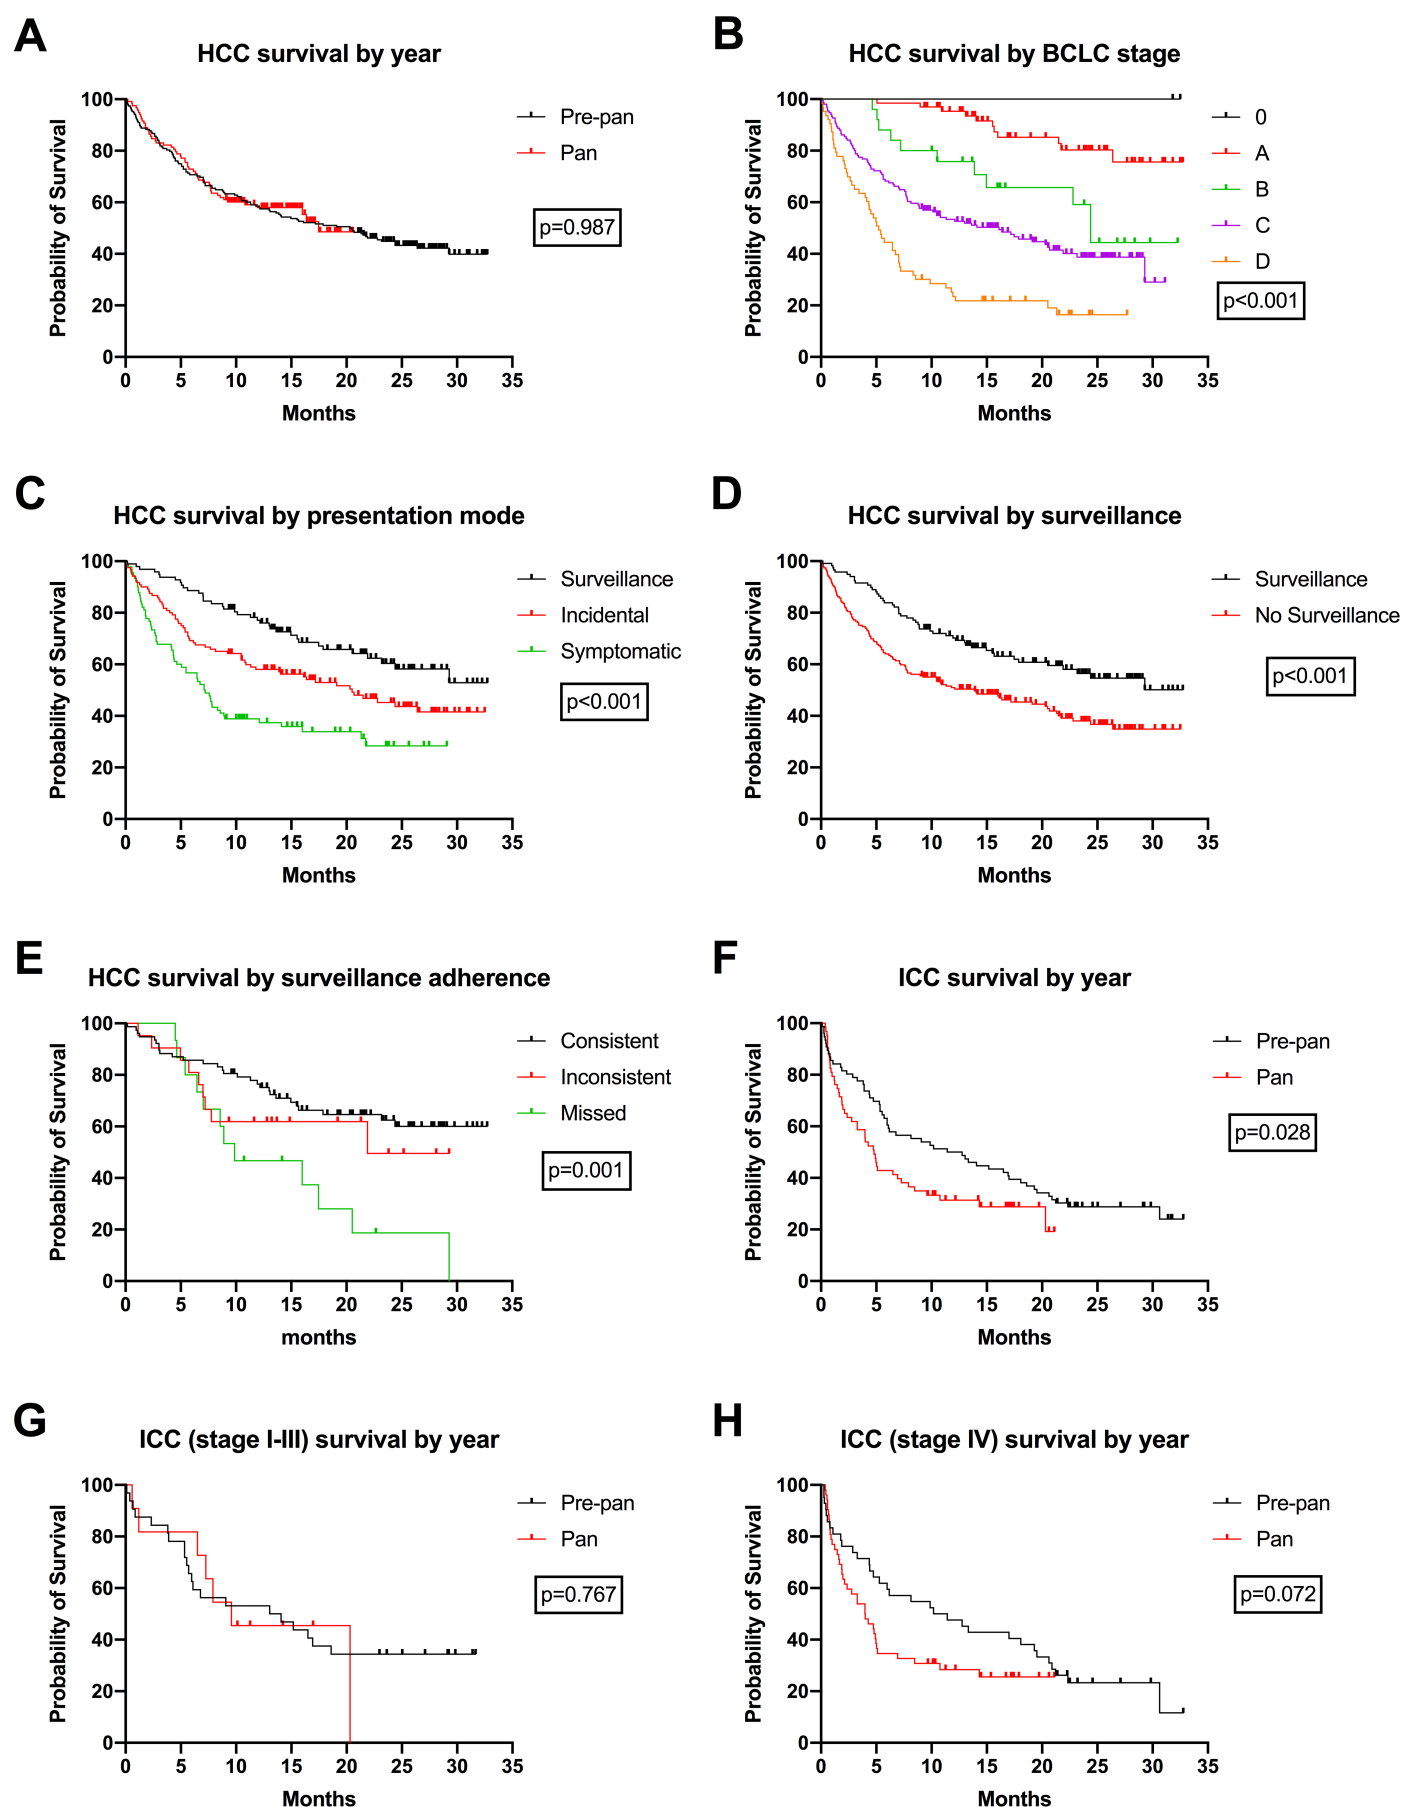 A
HCC survival by year
Probability of Survival
100
80
60
40
20
0
0 5 10 15 20 25 30 35
Months
Pre-pan
Pan
p=0.987
B
HCC survival by BCLC stage
Probability of Survival
100
80
60
40
20
0
0 5 10 15 20 25 30 35
Months
0
A
B
C
D
p<0.001
C
HCC survival by presentation mode
Probability of Survival
100
80
60
40
20
0
0 5 10 15 20 25 30 35
Months
Surveillance
Incidental
Symptomatic
p<0.001
D
HCC survival by surveillance
Probability of Survival
100
80
60
40
20
0
0 5 10 15 20 25 30 35
Months
Surveillance
No Surveillance
p<0.001
E
HCC survival by surveillance adherence
Probability of Survival
100
80
60
40
20
0
0 5 10 15 20 25 30 35
months
Consistent
Inconsistent
Missed
p=0.001
F
ICC survival by year
Probability of Survival
100
80
60
40
20
0
0 5 10 15 20 25 30 35
Months
Pre-pan
Pan
p=0.028
G
ICC (stage I-III) survival by year
Probability of Survival
100
80
60
40
20
0
0 5 10 15 20 25 30 35
Months
Pre-pan
Pan
p=0.767
H
ICC (stage IV) survival by year
Probability of Survival
100
80
60
40
20
0
0 5 10 15 20 25 30 35
Months
Pre-pan
Pan
p=0.072